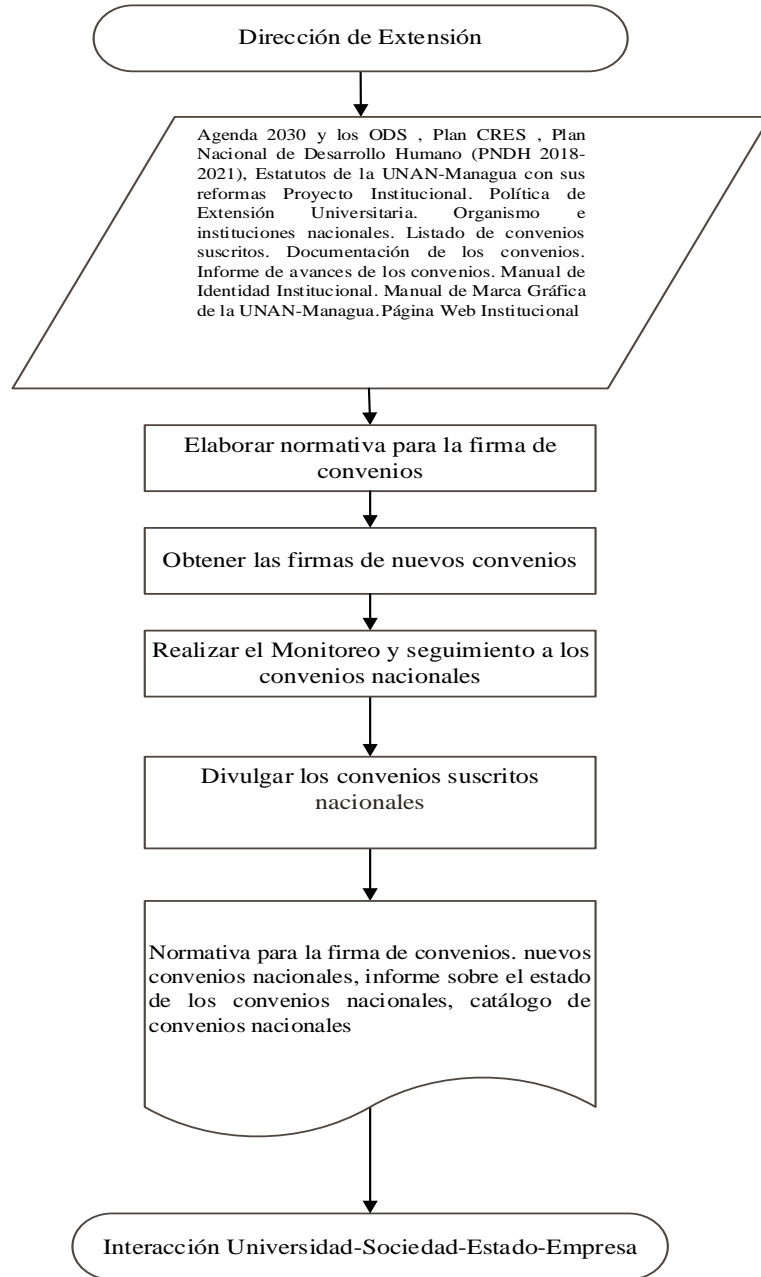 Dirección de Extensión
Agenda 2030 y los ODS , Plan CRES , Plan
Nacional de Desarrollo Humano (PNDH 2018-
2021), Estatutos de la UNAN-Managua con sus
reformas Proyecto Institucional. Política de
Extensión Universitaria. Organismo e
instituciones nacionales. Listado de convenios
suscritos. Documentación de los convenios.
Informe de avances de los convenios. Manual de
Identidad Institucional. Manual de Marca Gráfica
de la UNAN-Managua.Página Web Institucional
Elaborar normativa para la firma de
convenios
Obtener las firmas de nuevos convenios
Realizar el Monitoreo y seguimiento a los
convenios nacionales
Divulgar los convenios suscritos
nacionales
Normativa para la firma de convenios. nuevos
convenios nacionales, informe sobre el estado
de los convenios nacionales, catálogo de
convenios nacionales
Interacción Universidad-Sociedad-Estado-Empresa